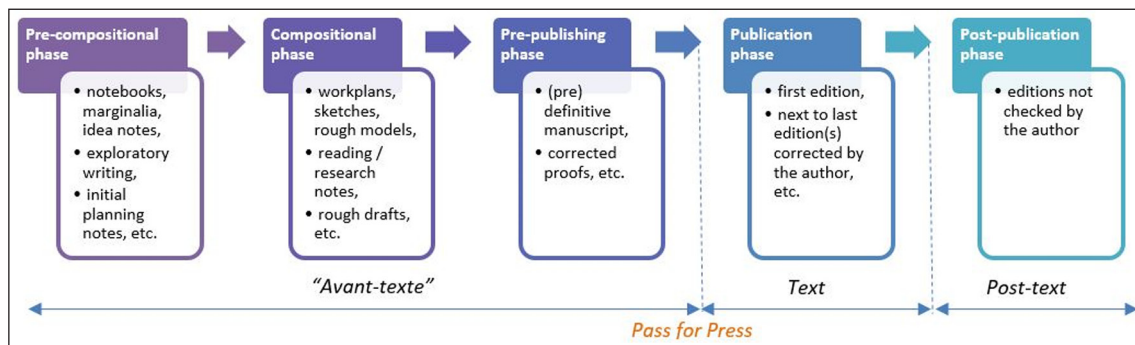 Pre-compositional
phase
• notebooks,
marginalia,
idea notes,
• exploratory
writing,
• initial
planning
notes, etc.
Compositional
phase
• workplans,
sketches,
rough models,
• reading /
research
notes,
• rough drafts,
etc.
Pre-publishing
phase
• (pre)
definitive
manuscript,
• corrected
proofs, etc.
Publication
phase
• first edition,
• next to last
edition(s)
corrected by
the author,
etc.
Post-publication
phase
• editions not
checked by
the author
“Avant-texte”
Text
Post-text
Pass for Press